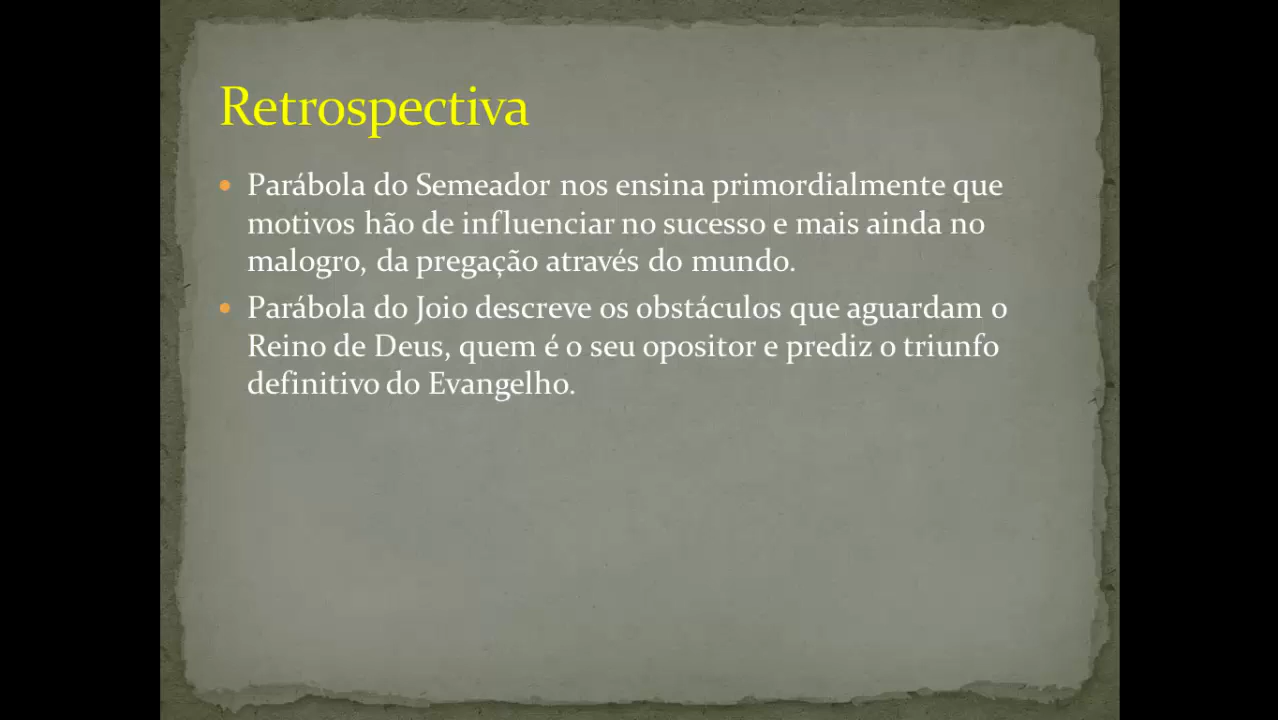 Retrospectiva
• Parábola do Semeador nos ensina primordialmente que
motivos hão de influenciar no sucesso e mais ainda no
malogro, da pregação através do mundo.
• Parábola do Joio descreve os obstáculos que aguardam o
Reino de Deus, quem é o seu opositor e prediz o triunfo
definitivo do Evangelho.